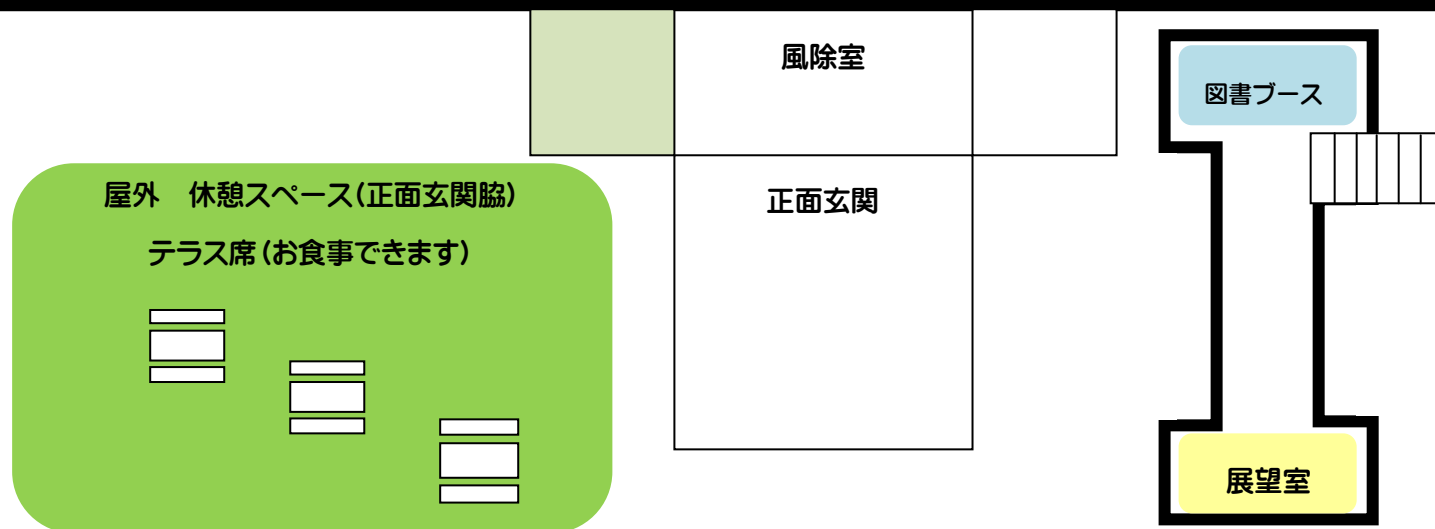 風除室
図書ブース
屋外　休憩スペース(正面玄関脇)
テラス席(お食事できます)
正面玄関
展望室